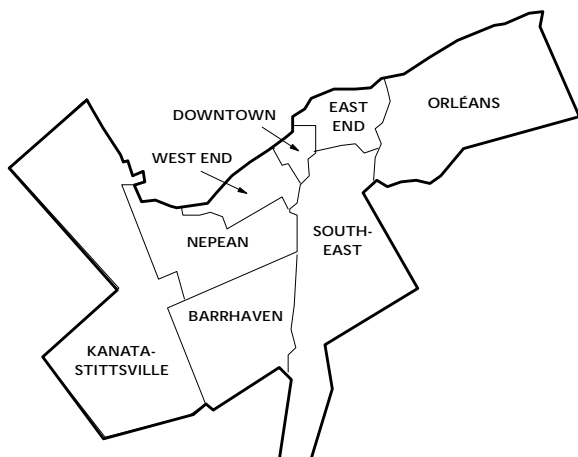 EAST
END
ORLÉANS
DOWNTOWN
WEST END
NEPEAN
SOUTH-
EAST
BARRHAVEN
KANATA-
STITTSVILLE